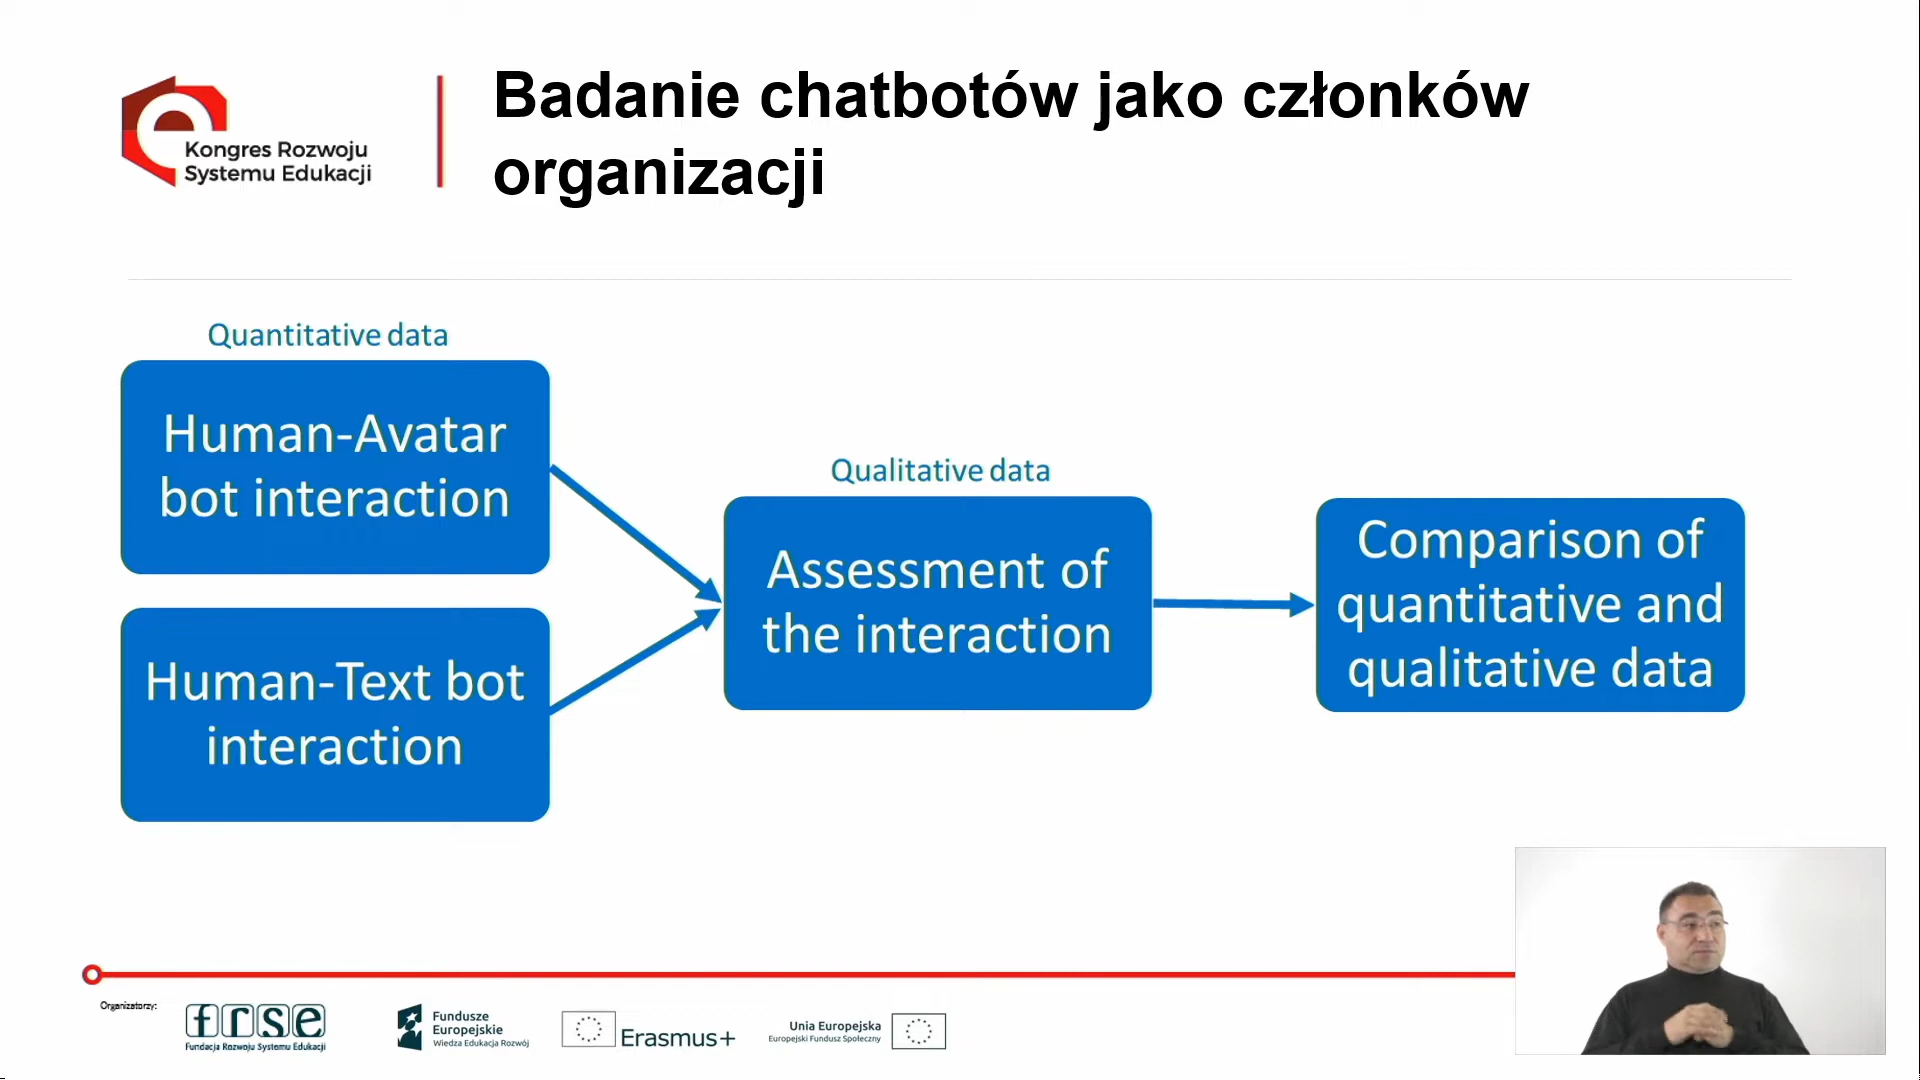 Kongres Rozwoju
Systemu Edukacji
Badanie chatbotów jako członków
organizacji
Quantitative data
Human-Avatar
bot interaction
Human-Text bot
interaction
Qualitative data
Assessment of
the interaction
Comparison of
quantitative and
qualitative data
Organizatorzy:
frse
Fundacja Rozwoju Systemu Edukacji
Fundusze
Europejskie
Wiedza Edukacja Rozwój
Erasmus+
Unia Europejska
Europejski Fundusz Społeczny